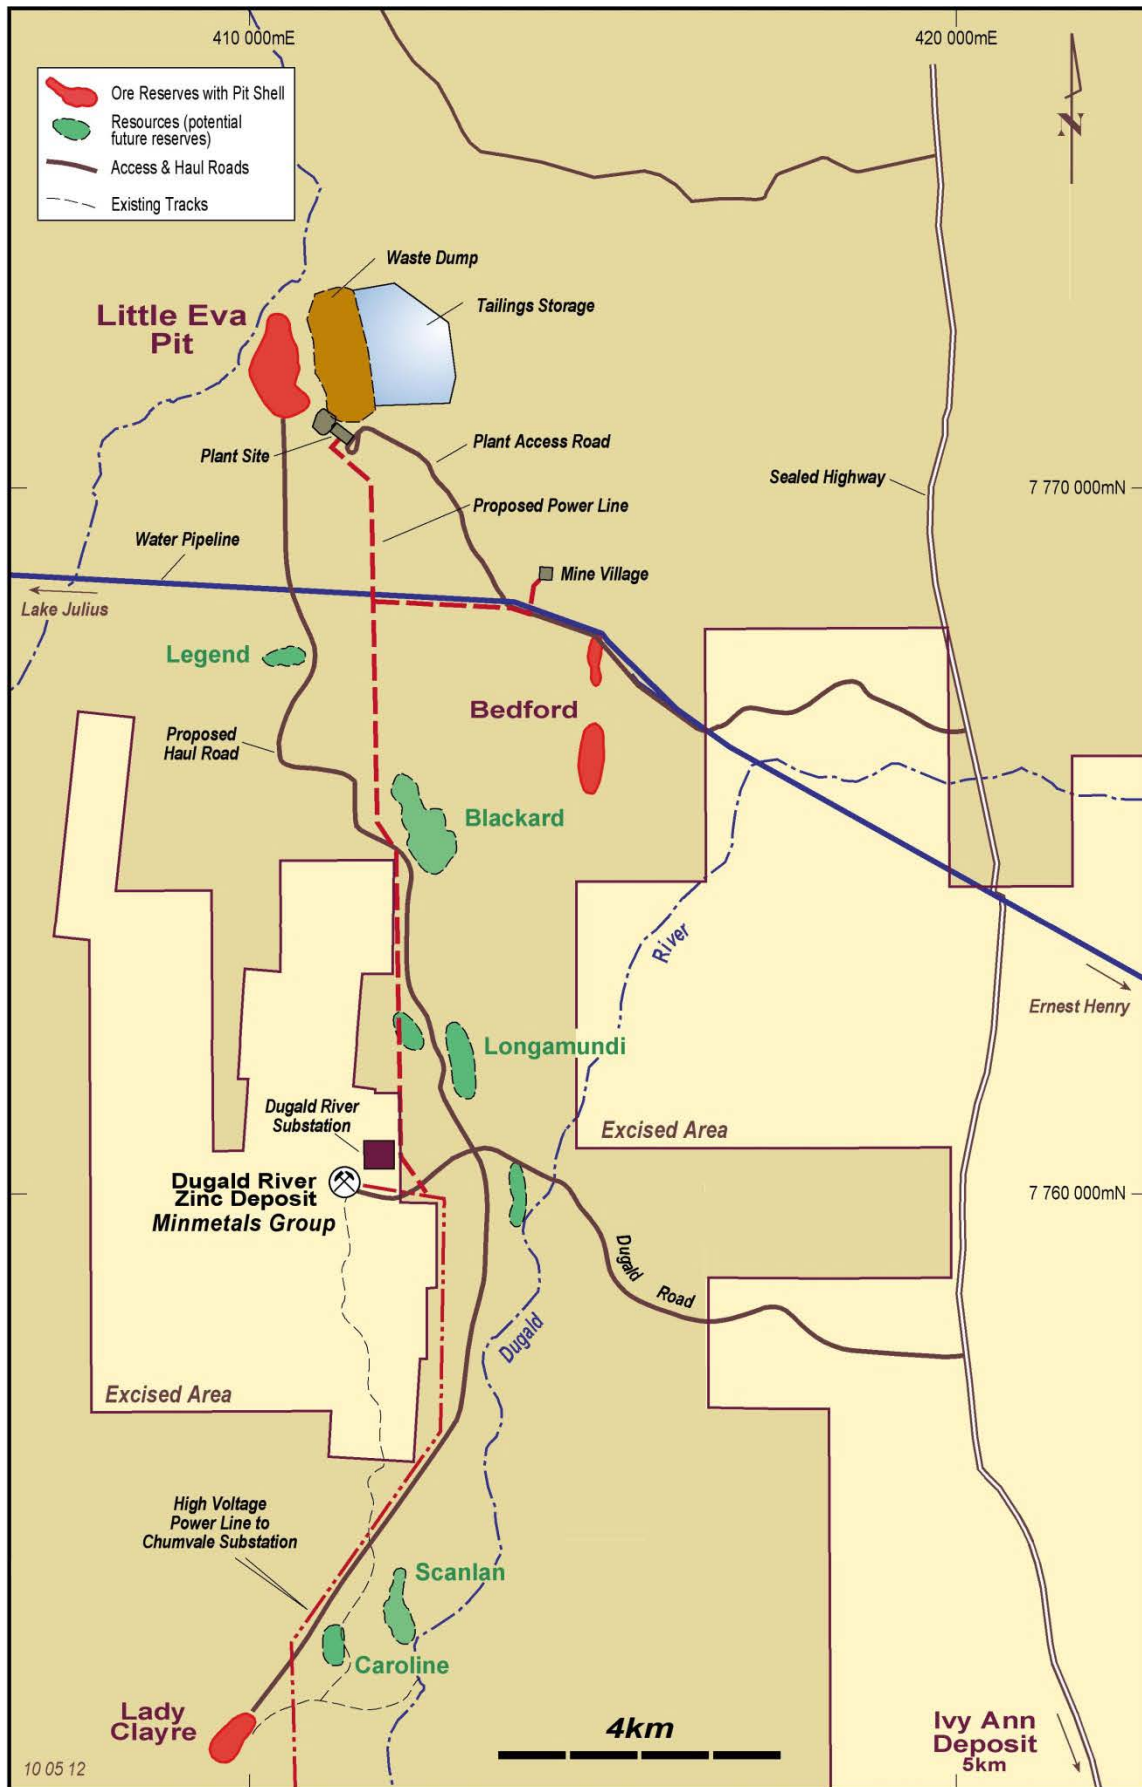 410 000mE
420 000mE
Ore Reserves with Pit Shell
Resources (potential
future reserves)
Access & Haul Roads
Existing Tracks
N
Waste Dump
Tailings Storage
Little Eva
Pit
Plant Site
Plant Access Road
Sealed Highway
7 770 000mN
Proposed Power Line
Water Pipeline
Mine Village
Lake Julius
Legend
Bedford
Proposed
Haul Road
Blackard
River
Ernest Henry
Longamundi
Dugald River
Substation
Excised Area
Dugald River
Zinc Deposit
Minmetals Group
7 760 000mN
Dugald
Road
Dugald
Excised Area
High Voltage
Power Line to
Chumvale Substation
Scanlan
Caroline
Lady
Clayre
4km
Ivy Ann
Deposit
5km
10 05 12